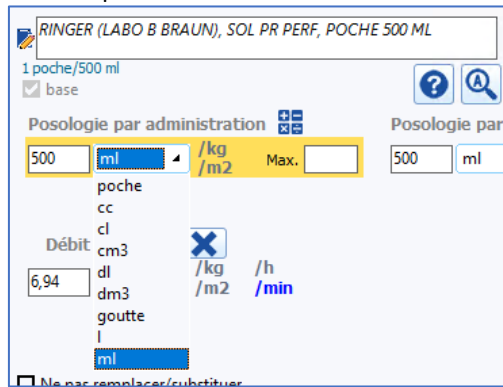 RINGER (LABO B BRAUN), SOL PR PERF, POCHE 500 ML
1 poche/500 ml
base
Posologie par administration
Posologie par
500 ml /kg /m2 Max. 500 ml
poche
cc
cl
Débit
cm3
6,94 dl /kg /h
dm3 /m2 /min
goutte
l
ml
Ne pas remplacer/substituer